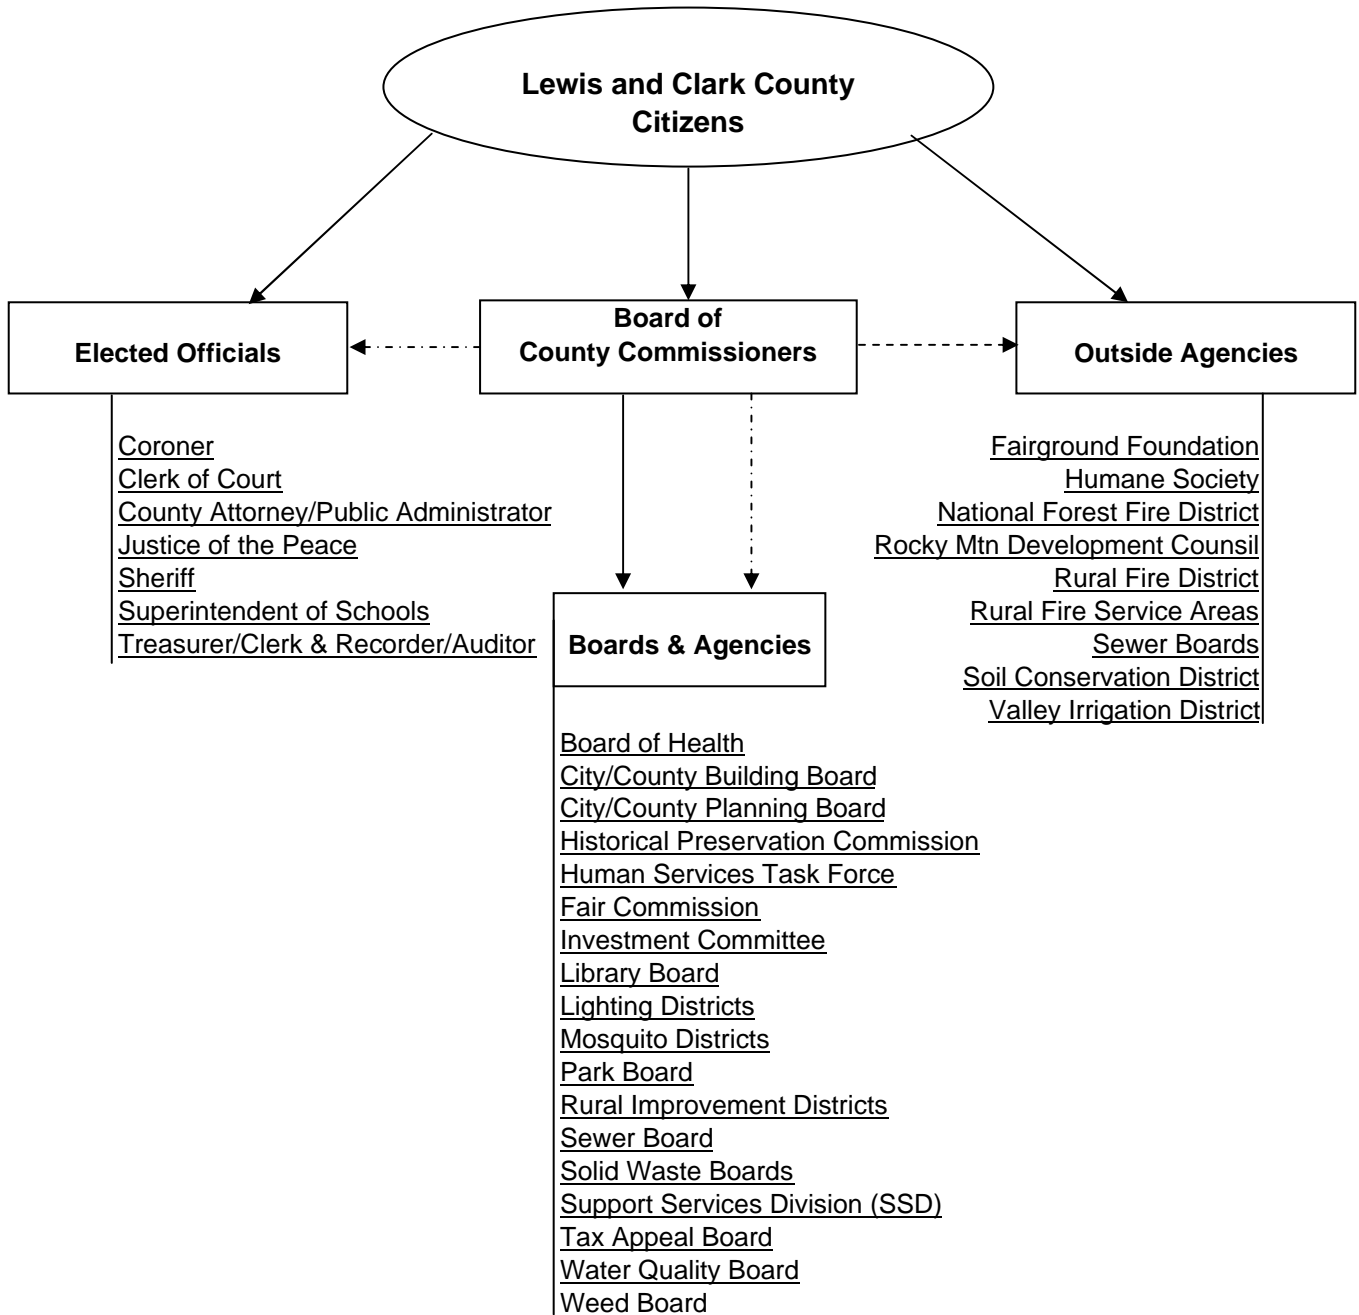 Lewis and Clark County
Citizens
Elected Officials
Board of
County Commissioners
Outside Agencies
Coroner
Clerk of Court
County Attorney/Public Administrator
Justice of the Peace
Sheriff
Superintendent of Schools
Treasurer/Clerk & Recorder/Auditor
Fairground Foundation
Humane Society
National Forest Fire District
Rocky Mtn Development Counsil
Rural Fire District
Rural Fire Service Areas
Sewer Boards
Soil Conservation District
Valley Irrigation District
Boards & Agencies
Board of Health
City/County Building Board
City/County Planning Board
Historical Preservation Commission
Human Services Task Force
Fair Commission
Investment Committee
Library Board
Lighting Districts
Mosquito Districts
Park Board
Rural Improvement Districts
Sewer Board
Solid Waste Boards
Support Services Division (SSD)
Tax Appeal Board
Water Quality Board
Weed Board